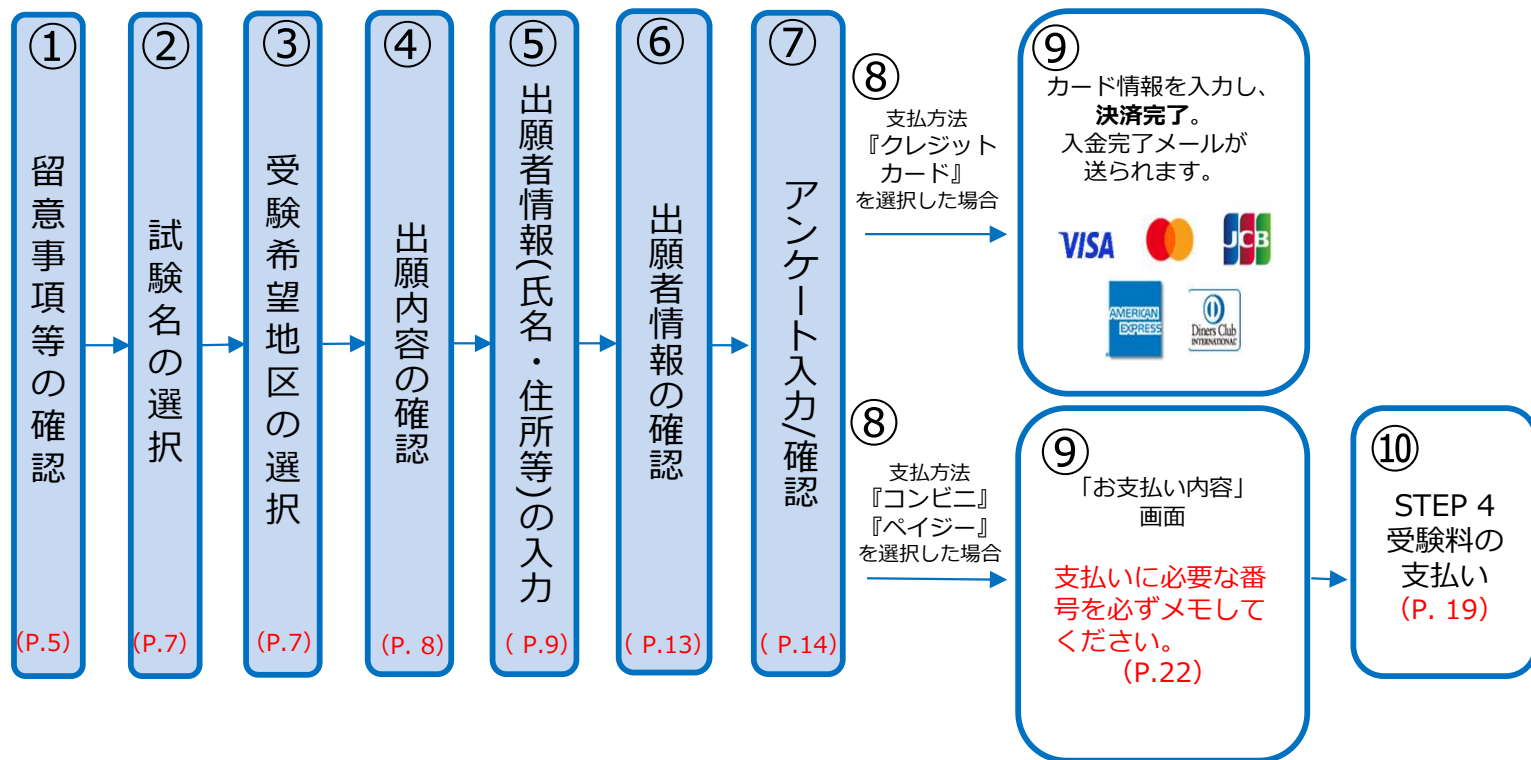 ①
留意事項等の確認
(P.5)
②
試験名の選択
(P.7)
③
受験希望地区の選択
(P.7)
④
出願内容の確認
(P. 8)
⑤
出願者情報(氏名・住所等)の入力
( P.9)
⑥
出願者情報の確認
( P.13)
⑦
アンケート入力/確認
( P.14)
⑧
支払方法
『クレジット
カード』
を選択した場合
⑨
カード情報を入力し、
決済完了。
入金完了メールが
送られます。
VISA
JCB
AMERICAN
EXPRESS
Diners Club
INTERNATIONAL
⑧
支払方法
『コンビニ』
『ペイジー』
を選択した場合
⑨
「お支払い内容」
画面
支払いに必要な番
号を必ずメモして
ください。
(P.22)
⑩
STEP 4
受験料の
支払い
(P. 19)